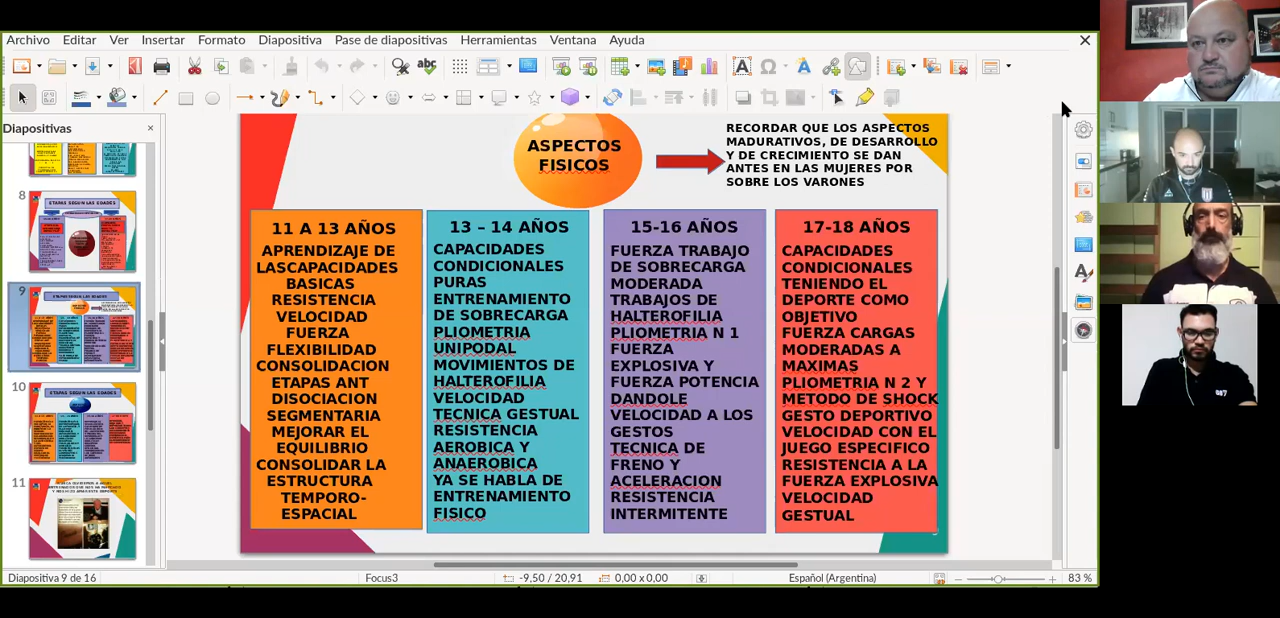 Archivo Editar Ver Insertar Formato Diapositiva Pase de diapositivas Herramientas Ventana Ayuda
Diapositivas
8
ETAPAS SEGUN LAS EDADES
9
10
ETAPAS SEGUN LAS EDADES
11
ASPECTOS
FISICOS
RECORDAR QUE LOS ASPECTOS
MADURATIVOS, DE DESARROLLO
Y DE CRECIMIENTO SE DAN
ANTES EN LAS MUJERES POR
SOBRE LOS VARONES
11 A 13 AÑOS
APRENDIZAJE DE
LASCAPACIDADES
BASICAS
RESISTENCIA
VELOCIDAD
FUERZA
FLEXIBILIDAD
CONSOLIDACION
ETAPAS ANT
DISOCIACION
SEGMENTARIA
MEJORAR EL
EQUILIBRIO
CONSOLIDAR LA
ESTRUCTURA
TEMPORO-
ESPACIAL
13 – 14 AÑOS
CAPACIDADES
CONDICIONALES
PURAS
ENTRENAMIENTO
DE SOBRECARGA
PLIOMETRIA
UNIPODAL
MOVIMIENTOS DE
HALTEROFILIA
VELOCIDAD
TECNICA GESTUAL
RESISTENCIA
AEROBICA Y
ANAEROBICA
YA SE HABLA DE
ENTRENAMIENTO
FISICO
15-16 AÑOS
FUERZA TRABAJO
DE SOBRECARGA
MODERADA
TRABAJOS DE
HALTEROFILIA
PLIOMETRIA N 1
FUERZA
EXPLOSIVA Y
FUERZA POTENCIA
DANDOLE
VELOCIDAD A LOS
GESTOS
TECNICA DE
FRENO Y
ACELERACION
RESISTENCIA
INTERMITENTE
17-18 AÑOS
CAPACIDADES
CONDICIONALES
TENIENDO EL
DEPORTE COMO
OBJETIVO
FUERZA CARGAS
MODERADAS A
MAXIMAS
PLIOMETRIA N 2 Y
METODO DE SHOCK
GESTO DEPORTIVO
VELOCIDAD CON EL
JUEGO ESPECIFICO
RESISTENCIA A LA
FUERZA EXPLOSIVA
VELOCIDAD
GESTUAL
Diapositiva 9 de 16 Focus3 -9,50 / 20,91 0,00 x 0,00 Español (Argentina) 83 %